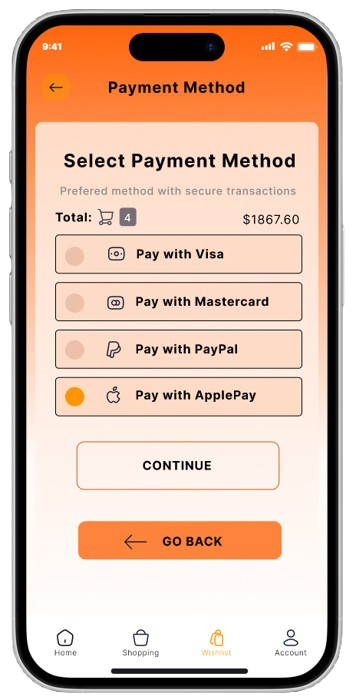 9:41
Payment Method
Select Payment Method
Prefered method with secure transactions
Total: 4 $1867.60
Pay with Visa
Pay with Mastercard
Pay with PayPal
Pay with ApplePay
CONTINUE
GO BACK
Home Shopping Wishlist Account